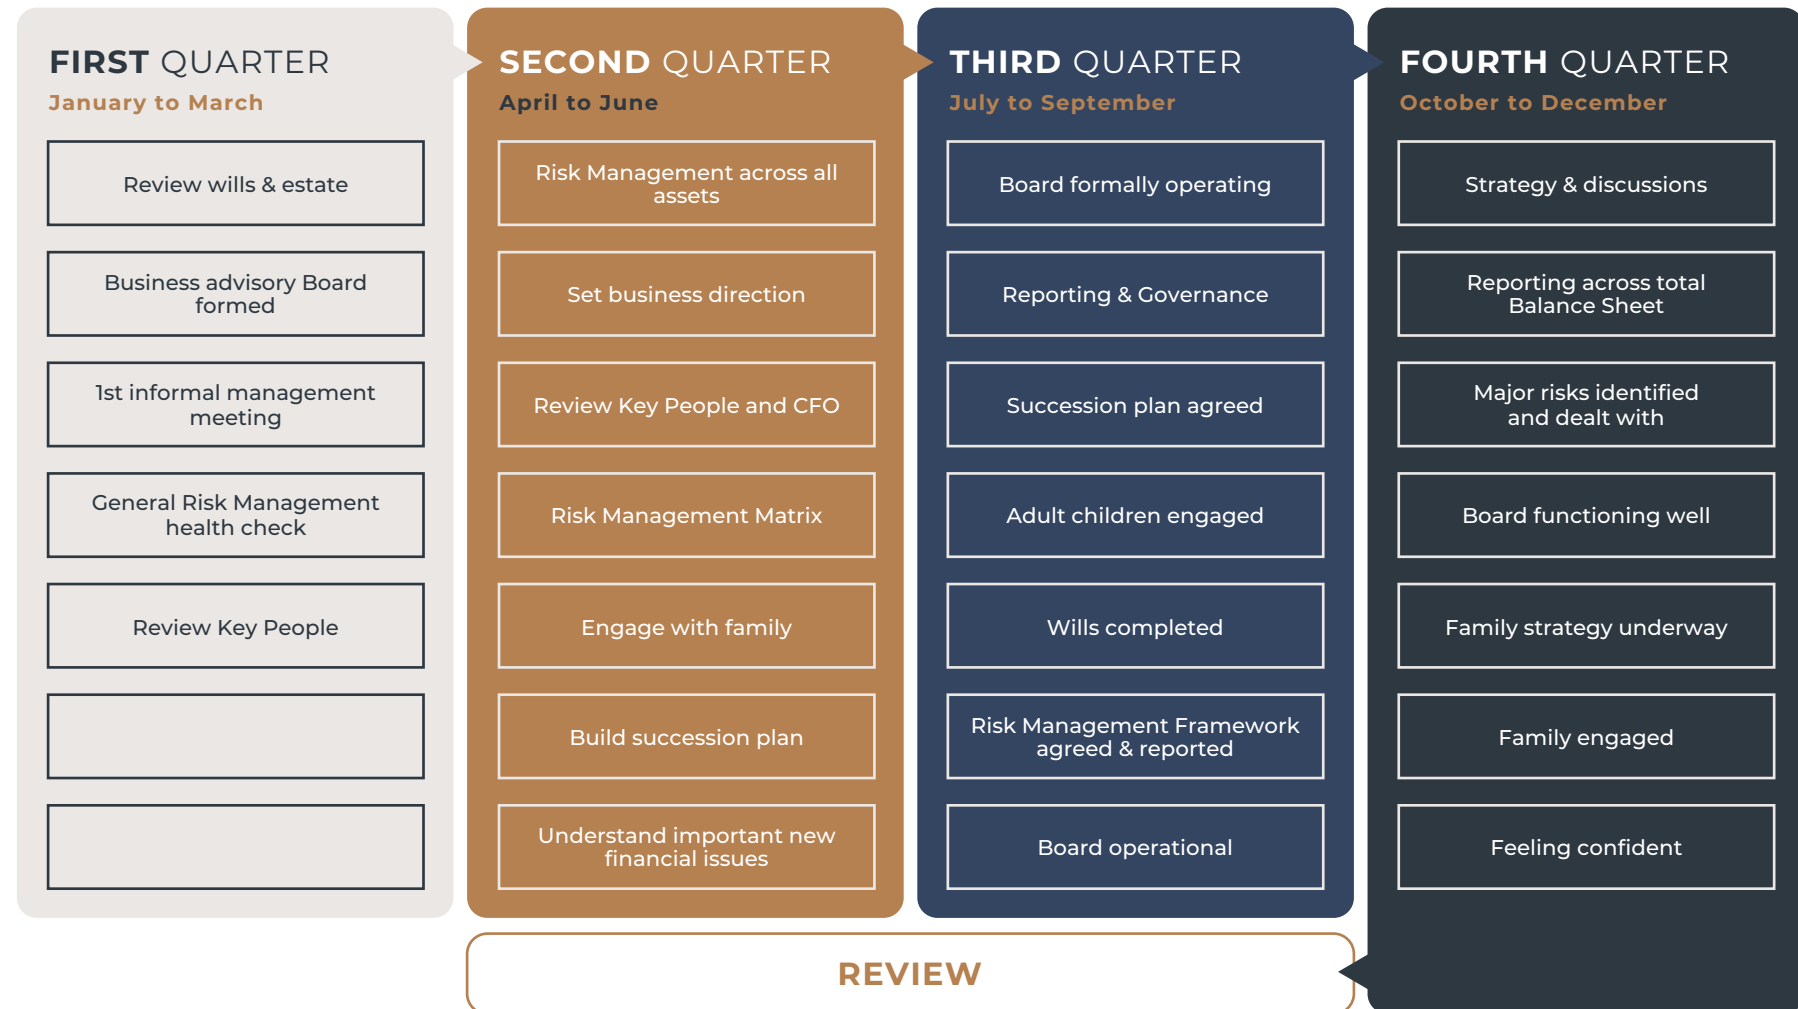 FIRST QUARTER
January to March
Review wills & estate
Business advisory Board
formed
1st informal management
meeting
General Risk Management
health check
Review Key People
SECOND QUARTER
April to June
Risk Management across all
assets
Set business direction
Review Key People and CFO
Risk Management Matrix
Engage with family
Build succession plan
Understand important new
financial issues
THIRD QUARTER
July to September
Board formally operating
Reporting & Governance
Succession plan agreed
Adult children engaged
Wills completed
Risk Management Framework
agreed & reported
Board operational
FOURTH QUARTER
October to December
Strategy & discussions
Reporting across total
Balance Sheet
Major risks identified
and dealt with
Board functioning well
Family strategy underway
Family engaged
Feeling confident
REVIEW